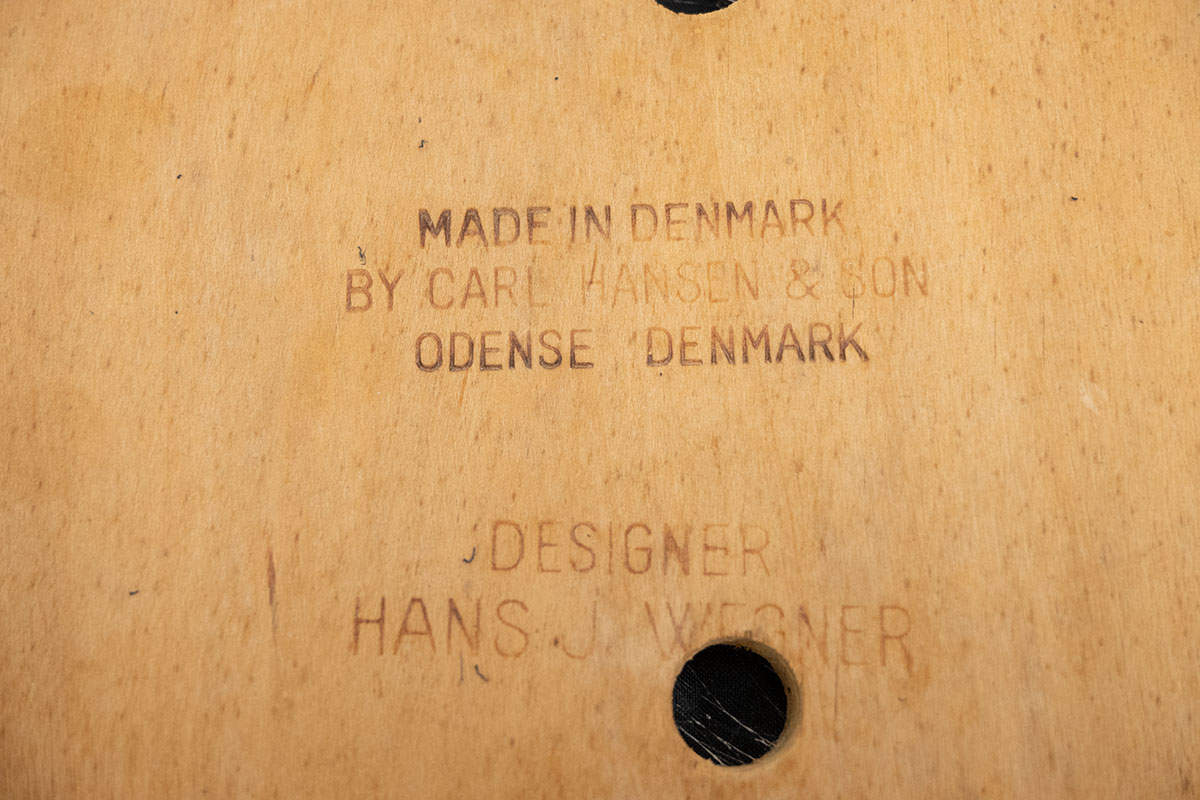 MADE IN DENMARK
BY CARL HANSEN & SON
ODENSE DENMARK
DESIGNER
HANS J. WEGNER